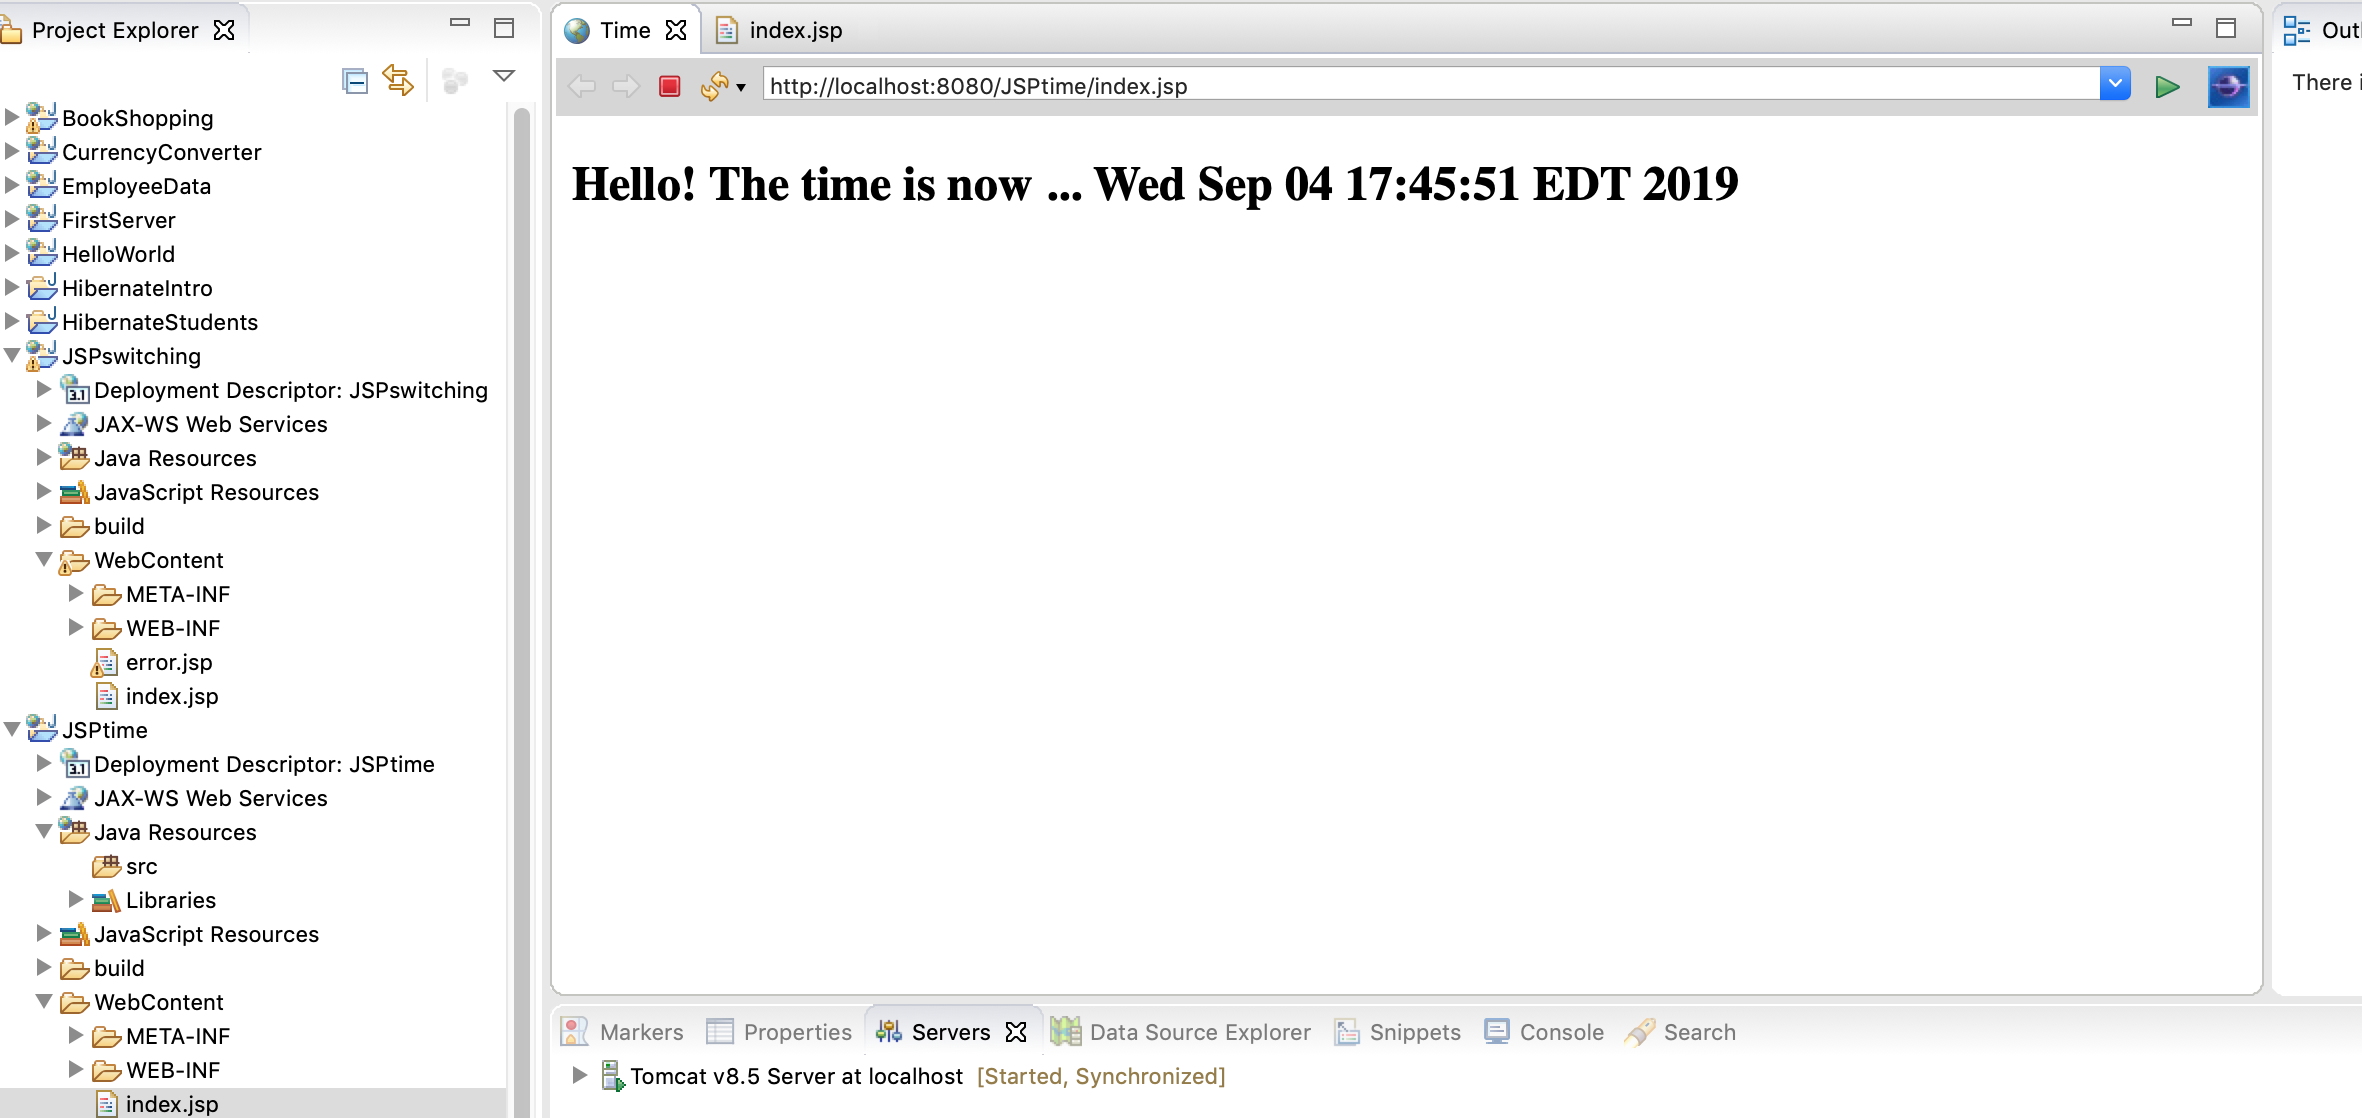 Project Explorer
BookShopping
CurrencyConverter
EmployeeData
FirstServer
HelloWorld
HibernateIntro
HibernateStudents
JSPswitching
3.1 Deployment Descriptor: JSPswitching
JAX-WS Web Services
Java Resources
JavaScript Resources
build
WebContent
META-INF
WEB-INF
error.jsp
index.jsp
JSPtime
3.1 Deployment Descriptor: JSPtime
JAX-WS Web Services
Java Resources
src
Libraries
JavaScript Resources
build
WebContent
META-INF
WEB-INF
index.jsp
Time index.jsp
http://localhost:8080/JSPtime/index.jsp
Hello! The time is now ... Wed Sep 04 17:45:51 EDT 2019
Markers Properties Servers Data Source Explorer Snippets Console Search
Tomcat v8.5 Server at localhost [Started, Synchronized]
There